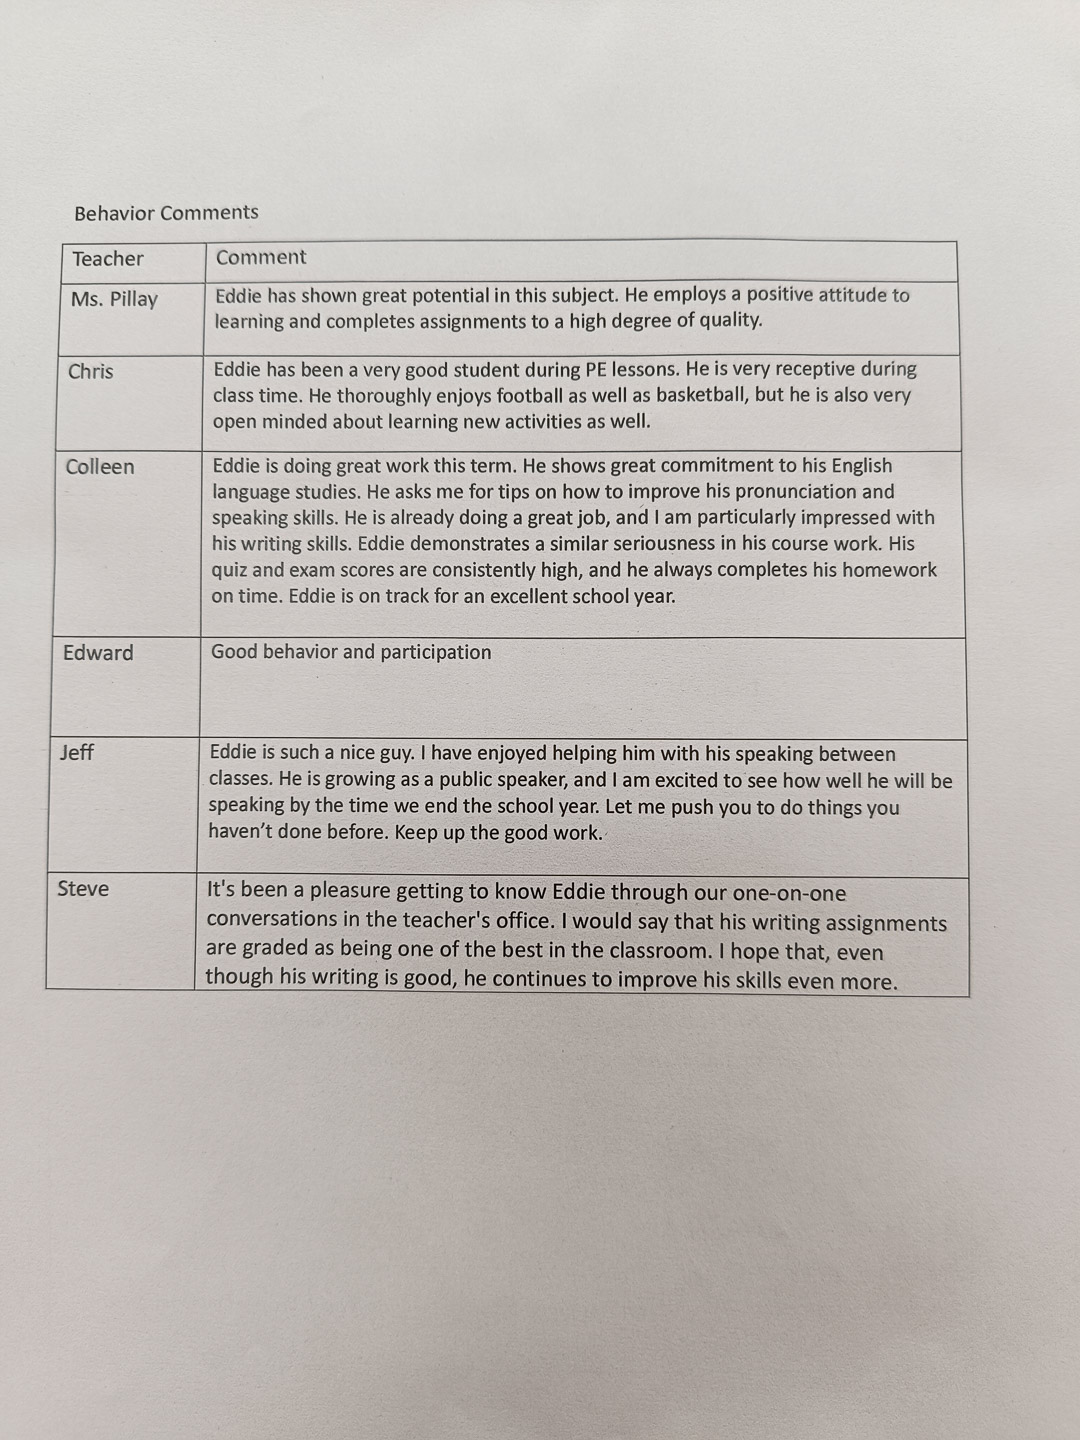 Behavior Comments
Teacher Comment
Ms. Pillay Eddie has shown great potential in this subject. He employs a positive attitude to
learning and completes assignments to a high degree of quality.
Chris Eddie has been a very good student during PE lessons. He is very receptive during
class time. He thoroughly enjoys football as well as basketball, but he is also very
open minded about learning new activities as well.
Colleen Eddie is doing great work this term. He shows great commitment to his English
language studies. He asks me for tips on how to improve his pronunciation and
speaking skills. He is already doing a great job, and I am particularly impressed with
his writing skills. Eddie demonstrates a similar seriousness in his course work. His
quiz and exam scores are consistently high, and he always completes his homework
on time. Eddie is on track for an excellent school year.
Edward Good behavior and participation
Jeff Eddie is such a nice guy. I have enjoyed helping him with his speaking between
classes. He is growing as a public speaker, and I am excited to see how well he will be
speaking by the time we end the school year. Let me push you to do things you
haven't done before. Keep up the good work.
Steve It's been a pleasure getting to know Eddie through our one-on-one
conversations in the teacher's office. I would say that his writing assignments
are graded as being one of the best in the classroom. I hope that, even
though his writing is good, he continues to improve his skills even more.